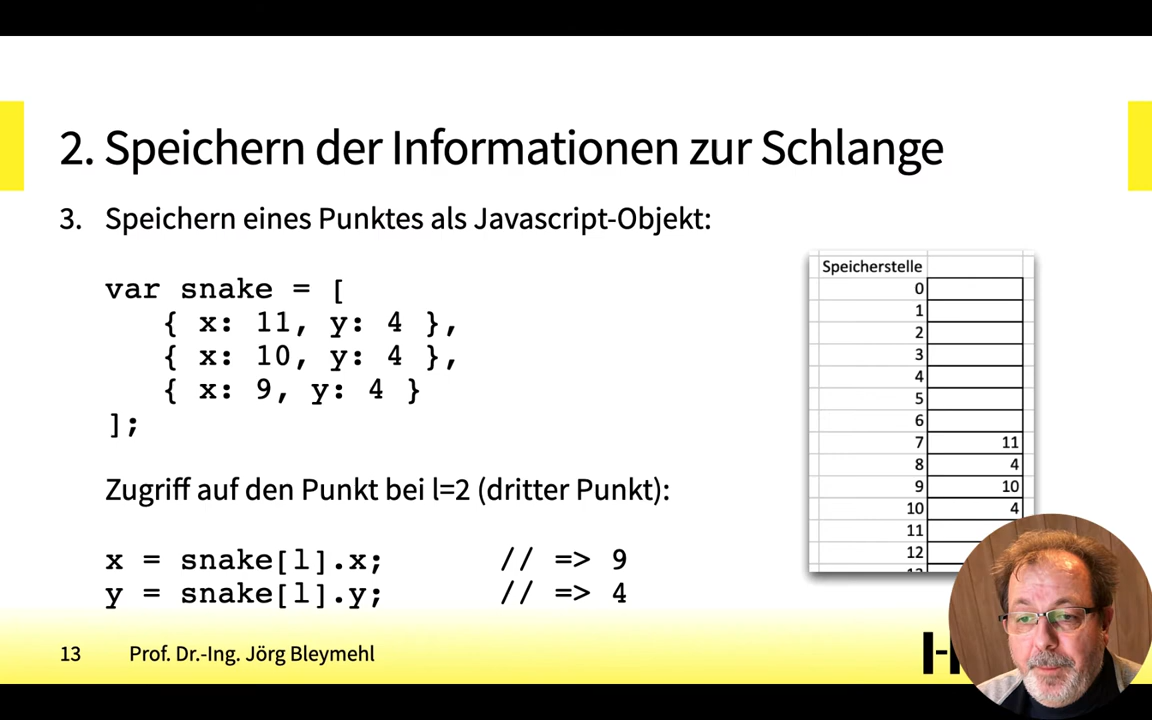 2. Speichern der Informationen zur Schlange
3. Speichern eines Punktes als Javascript-Objekt:
var snake = [
{ x: 11, y: 4 },
{ x: 10, y: 4 },
{ x: 9, y: 4 }
];
Zugriff auf den Punkt bei l=2 (dritter Punkt):
x = snake[l].x; // => 9
y = snake[l].y; // => 4
Speicherstelle
0
1
2
3
4
5
6
7 11
8 4
9 10
10 4
11
12
13 Prof. Dr.-Ing. Jörg Bleymehl